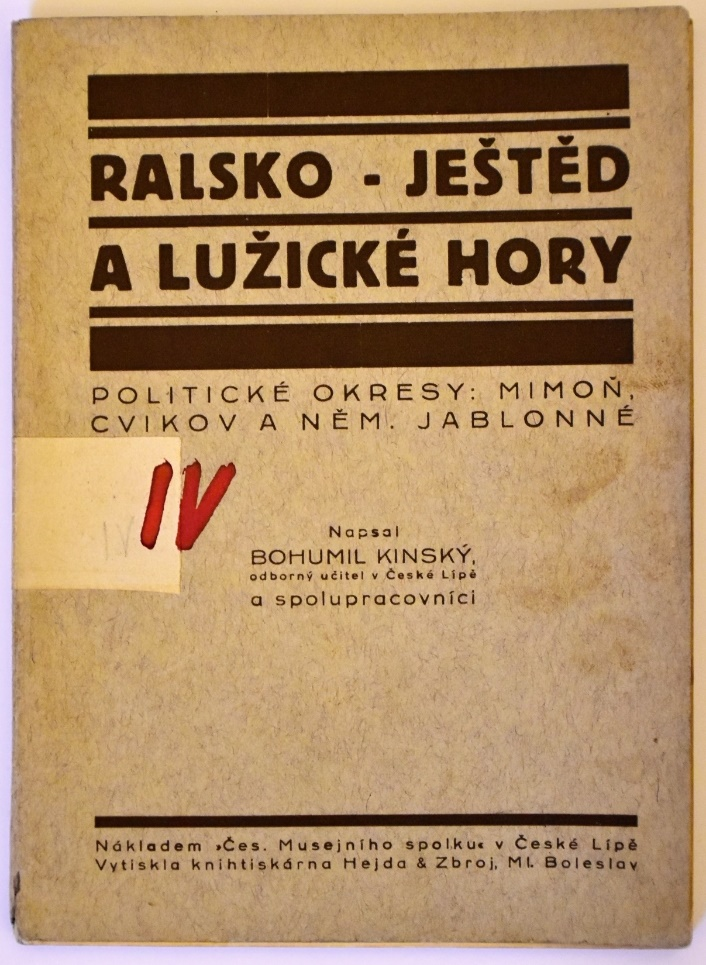 RALSKO - JEŠTĚD
A LUŽICKÉ HORY
POLITICKÉ OKRESY: MIMOŇ,
CVIKOV A NĚM. JABLONNÉ
IV
IV
Napsal
BOHUMIL KINSKÝ,
odborný učitel v České Lípě
a spolupracovníci
Nákladem »Čes. Musejního spolku« v České Lípě
Vytiskla knihtiskárna Hejda & Zbroj, Ml. Boleslav